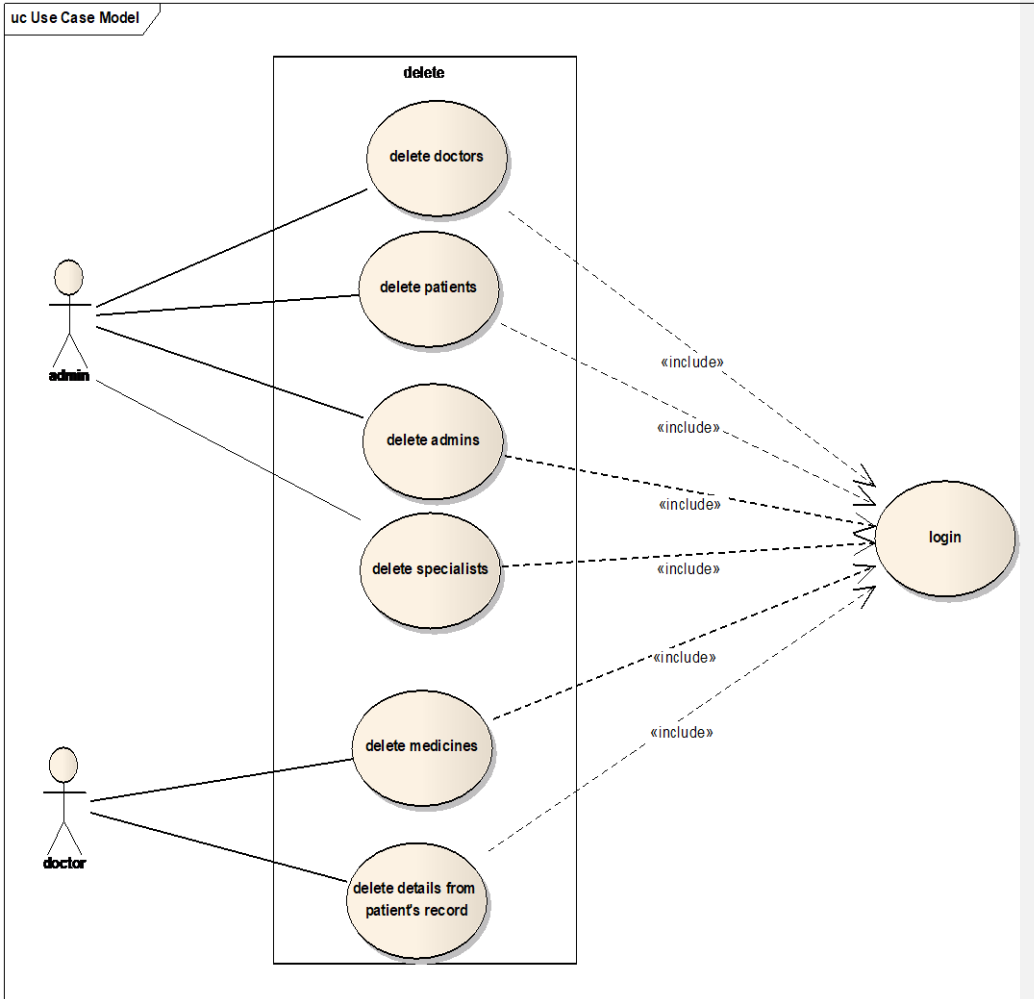 uc Use Case Model
delete
delete doctors
delete patients
«include»
admin
«include»
delete admins
«include»
login
delete specialists
«include»
«include»
delete medicines
«include»
doctor
delete details from
patient's record